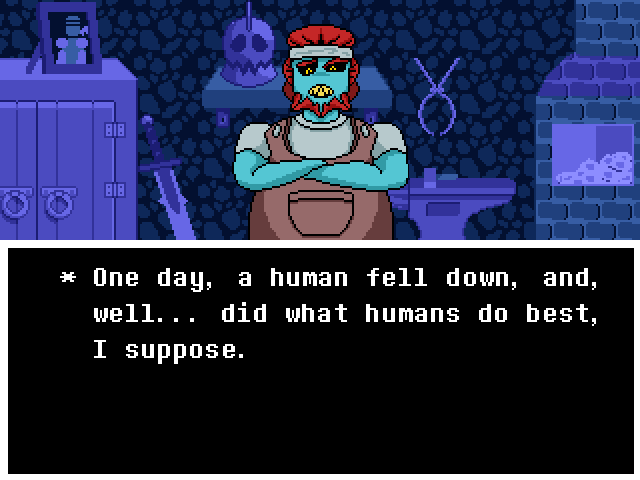 * One day, a human fell down, and,
well... did what humans do best,
I suppose.